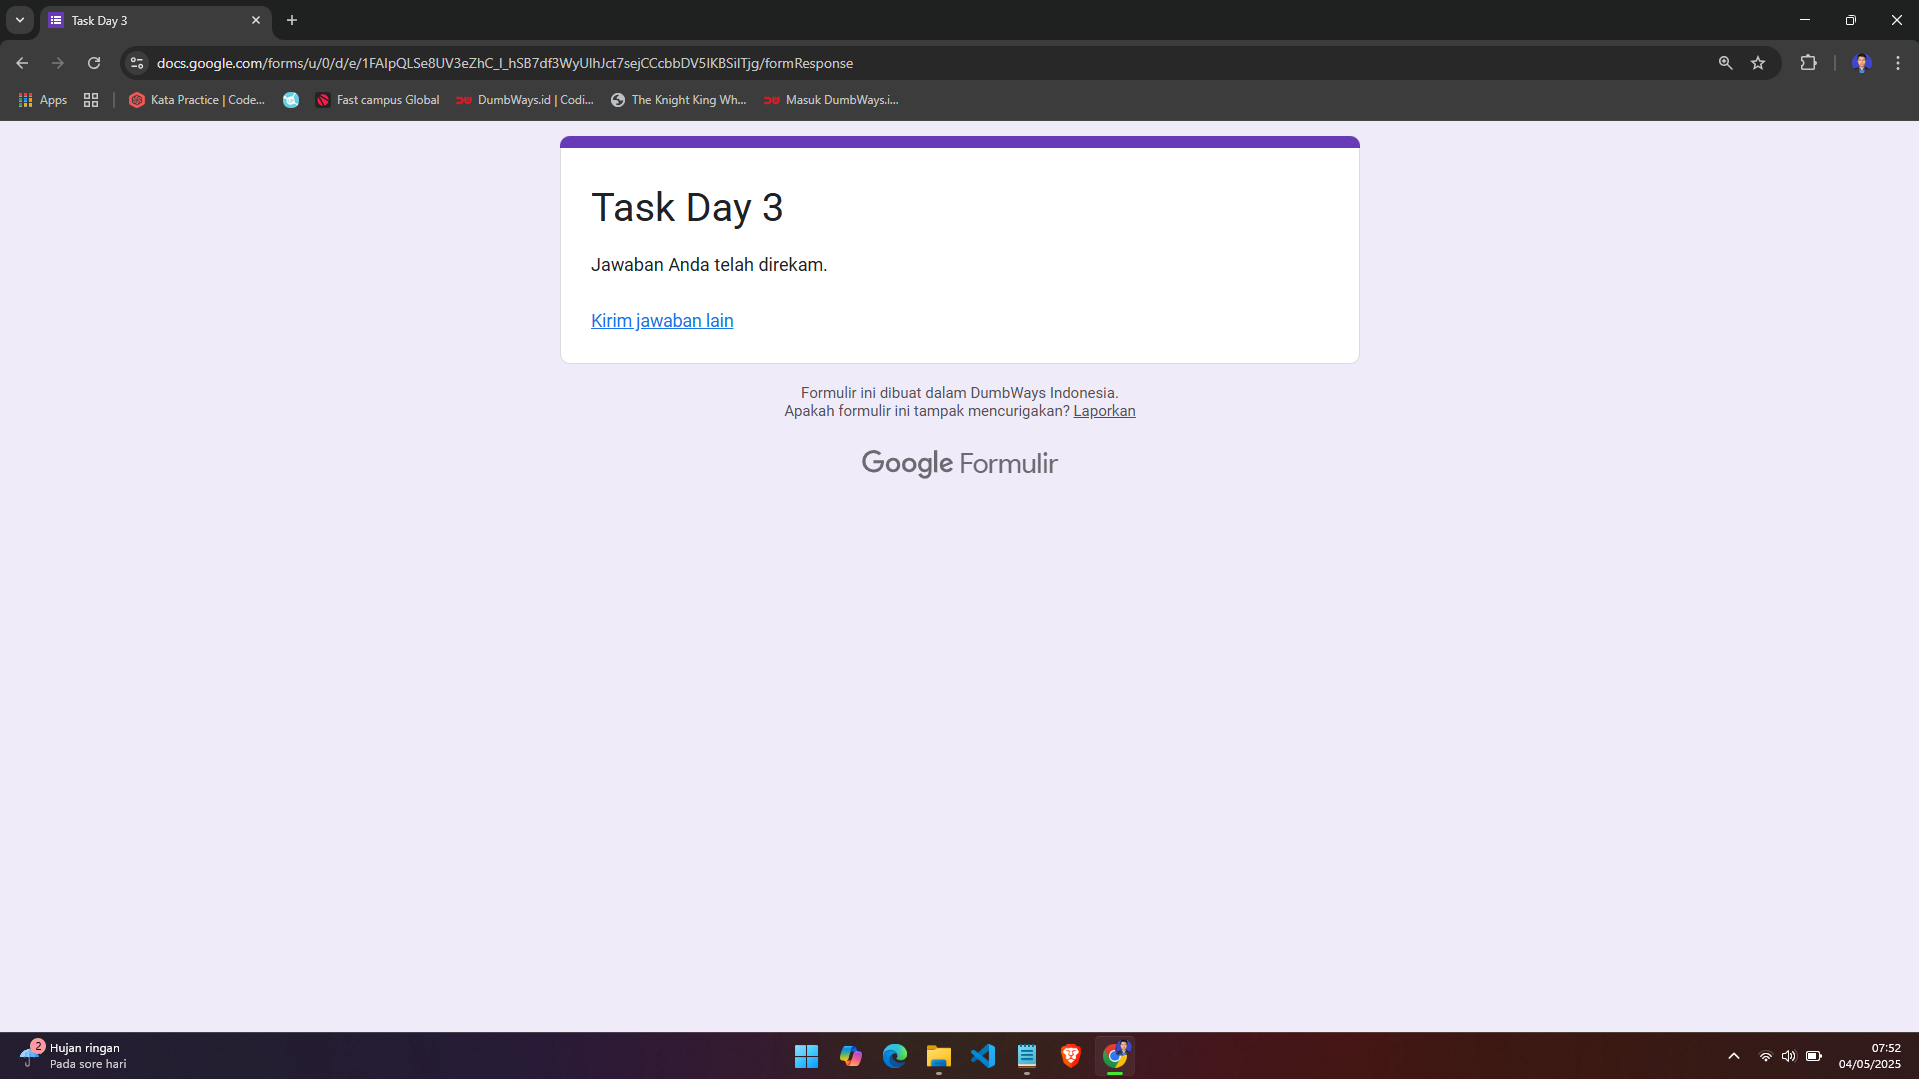 Task Day 3
docs.google.com/forms/u/0/d/e/1FAIpQLSe8UV3eZhC_I_hSB7df3WyUIhJct7sejCCcbbDV5IKBSiITjg/formResponse
Apps
Kata Practice | Code...
Fast campus Global
DumbWays.id | Codi...
The Knight King Wh...
Masuk DumbWays.i...
Task Day 3
Jawaban Anda telah direkam.
Kirim jawaban lain
Formulir ini dibuat dalam DumbWays Indonesia.
Apakah formulir ini tampak mencurigakan? Laporkan
Google Formulir
2
Hujan ringan
Pada sore hari
07:52
04/05/2025